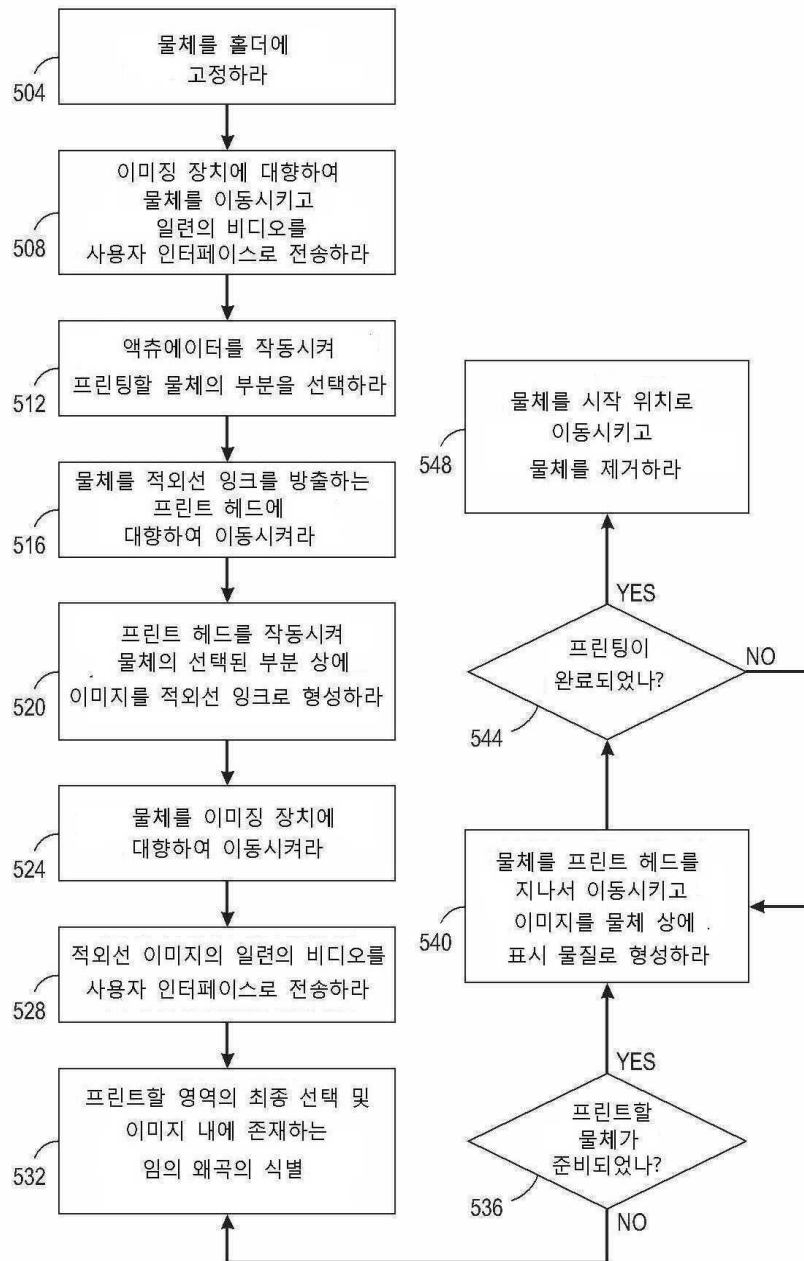 물체를 홀더에
고정하라
504
이미징 장치에 대향하여
물체를 이동시키고
일련의 비디오를
사용자 인터페이스로 전송하라
508
액츄에이터를 작동시켜
프린팅할 물체의 부분을 선택하라
512
물체를 적외선 잉크를 방출하는
프린트 헤드에
대향하여 이동시켜라
516
프린트 헤드를 작동시켜
물체의 선택된 부분 상에
이미지를 적외선 잉크로 형성하라
520
물체를 이미징 장치에
대향하여 이동시켜라
524
적외선 이미지의 일련의 비디오를
사용자 인터페이스로 전송하라
528
프린트할 영역의 최종 선택 및
이미지 내에 존재하는
임의 왜곡의 식별
532
프린트할
물체가
준비되었나?
536
YES
NO
물체를 프린트 헤드를
지나서 이동시키고
이미지를 물체 상에
표시 물질로 형성하라
540
프린팅이
완료되었나?
544
YES
NO
물체를 시작 위치로
이동시키고
물체를 제거하라
548